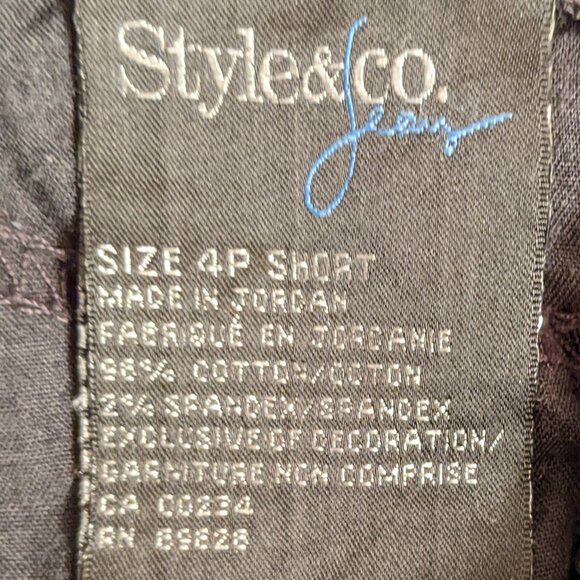 Style&co.
Jeans
SIZE 4P SHORT
MADE IN JORDAN
FABRIQUÉ EN JORDANIE
98% COTTON/COTON
2% SPANDEX/SPANDEX
EXCLUSIVE OF DECORATION/
GARNITURE NON COMPRISE
CA 00234
RN 89628